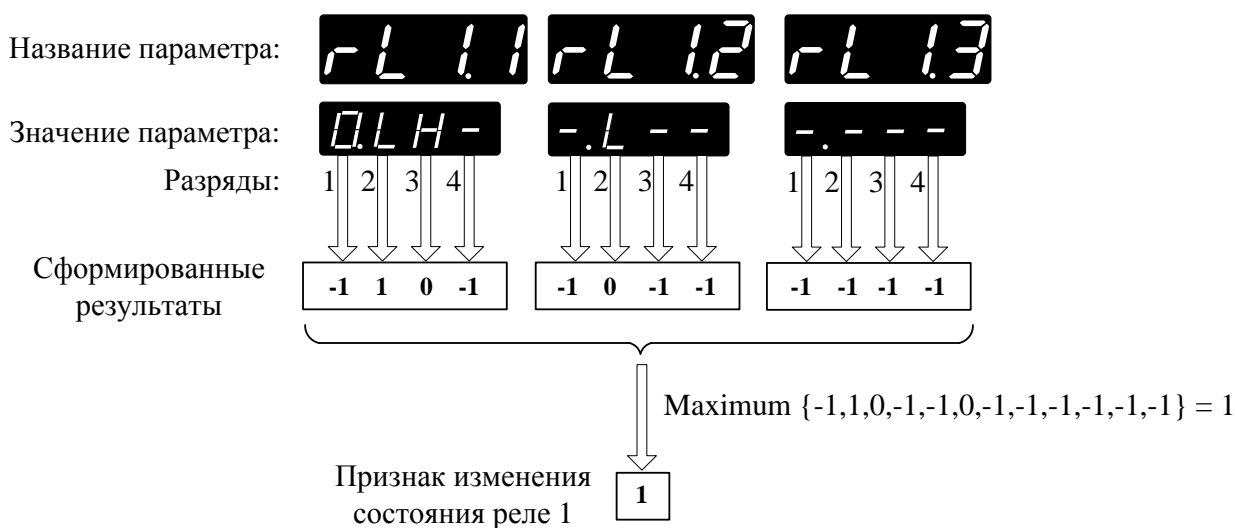 Название параметра: rL 1.1 rL 1.2 rL 1.3
Значение параметра: 0.LH- -.L-- -.---
Разряды: 1 2 3 4 1 2 3 4 1 2 3 4
Сформированные
результаты
-1 1 0 -1 -1 0 -1 -1 -1 -1 -1 -1
Maximum {-1,1,0,-1,-1,0,-1,-1,-1,-1,-1,-1} = 1
Признак изменения
состояния реле 1
1